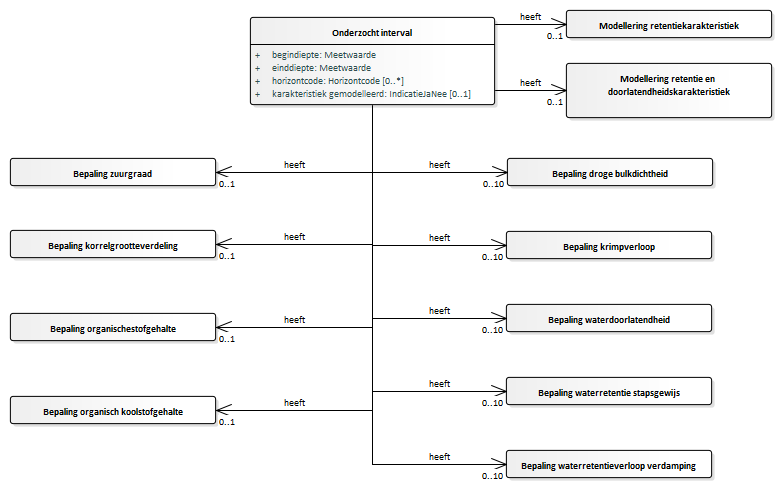 Onderzocht interval
+ begindiepte: Meetwaarde
+ einddiepte: Meetwaarde
+ horizontcode: Horizontcode [0..*]
+ karakteristiek gemodelleerd: IndicatieJaNee [0..1]
heeft
0..1
Modellering retentiekarakteristiek
heeft
0..1
Modellering retentie en
doorlatendheidskarakteristiek
Bepaling zuurgraad
heeft
0..1
heeft
0..10
Bepaling droge bulkdichtheid
Bepaling korrelgrootteverdeling
heeft
0..1
heeft
0..10
Bepaling krimpverloop
Bepaling organischestofgehalte
heeft
0..1
heeft
0..10
Bepaling waterdoorlatendheid
Bepaling organisch koolstofgehalte
heeft
0..1
heeft
0..10
Bepaling waterretentie stapsgewijs
heeft
0..10
Bepaling waterretentieverloop verdamping